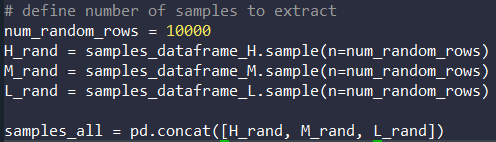 # define number of samples to extract
num_random_rows = 10000
H_rand = samples_dataframe_H.sample(n=num_random_rows)
M_rand = samples_dataframe_M.sample(n=num_random_rows)
L_rand = samples_dataframe_L.sample(n=num_random_rows)
samples_all = pd.concat([H_rand, M_rand, L_rand])